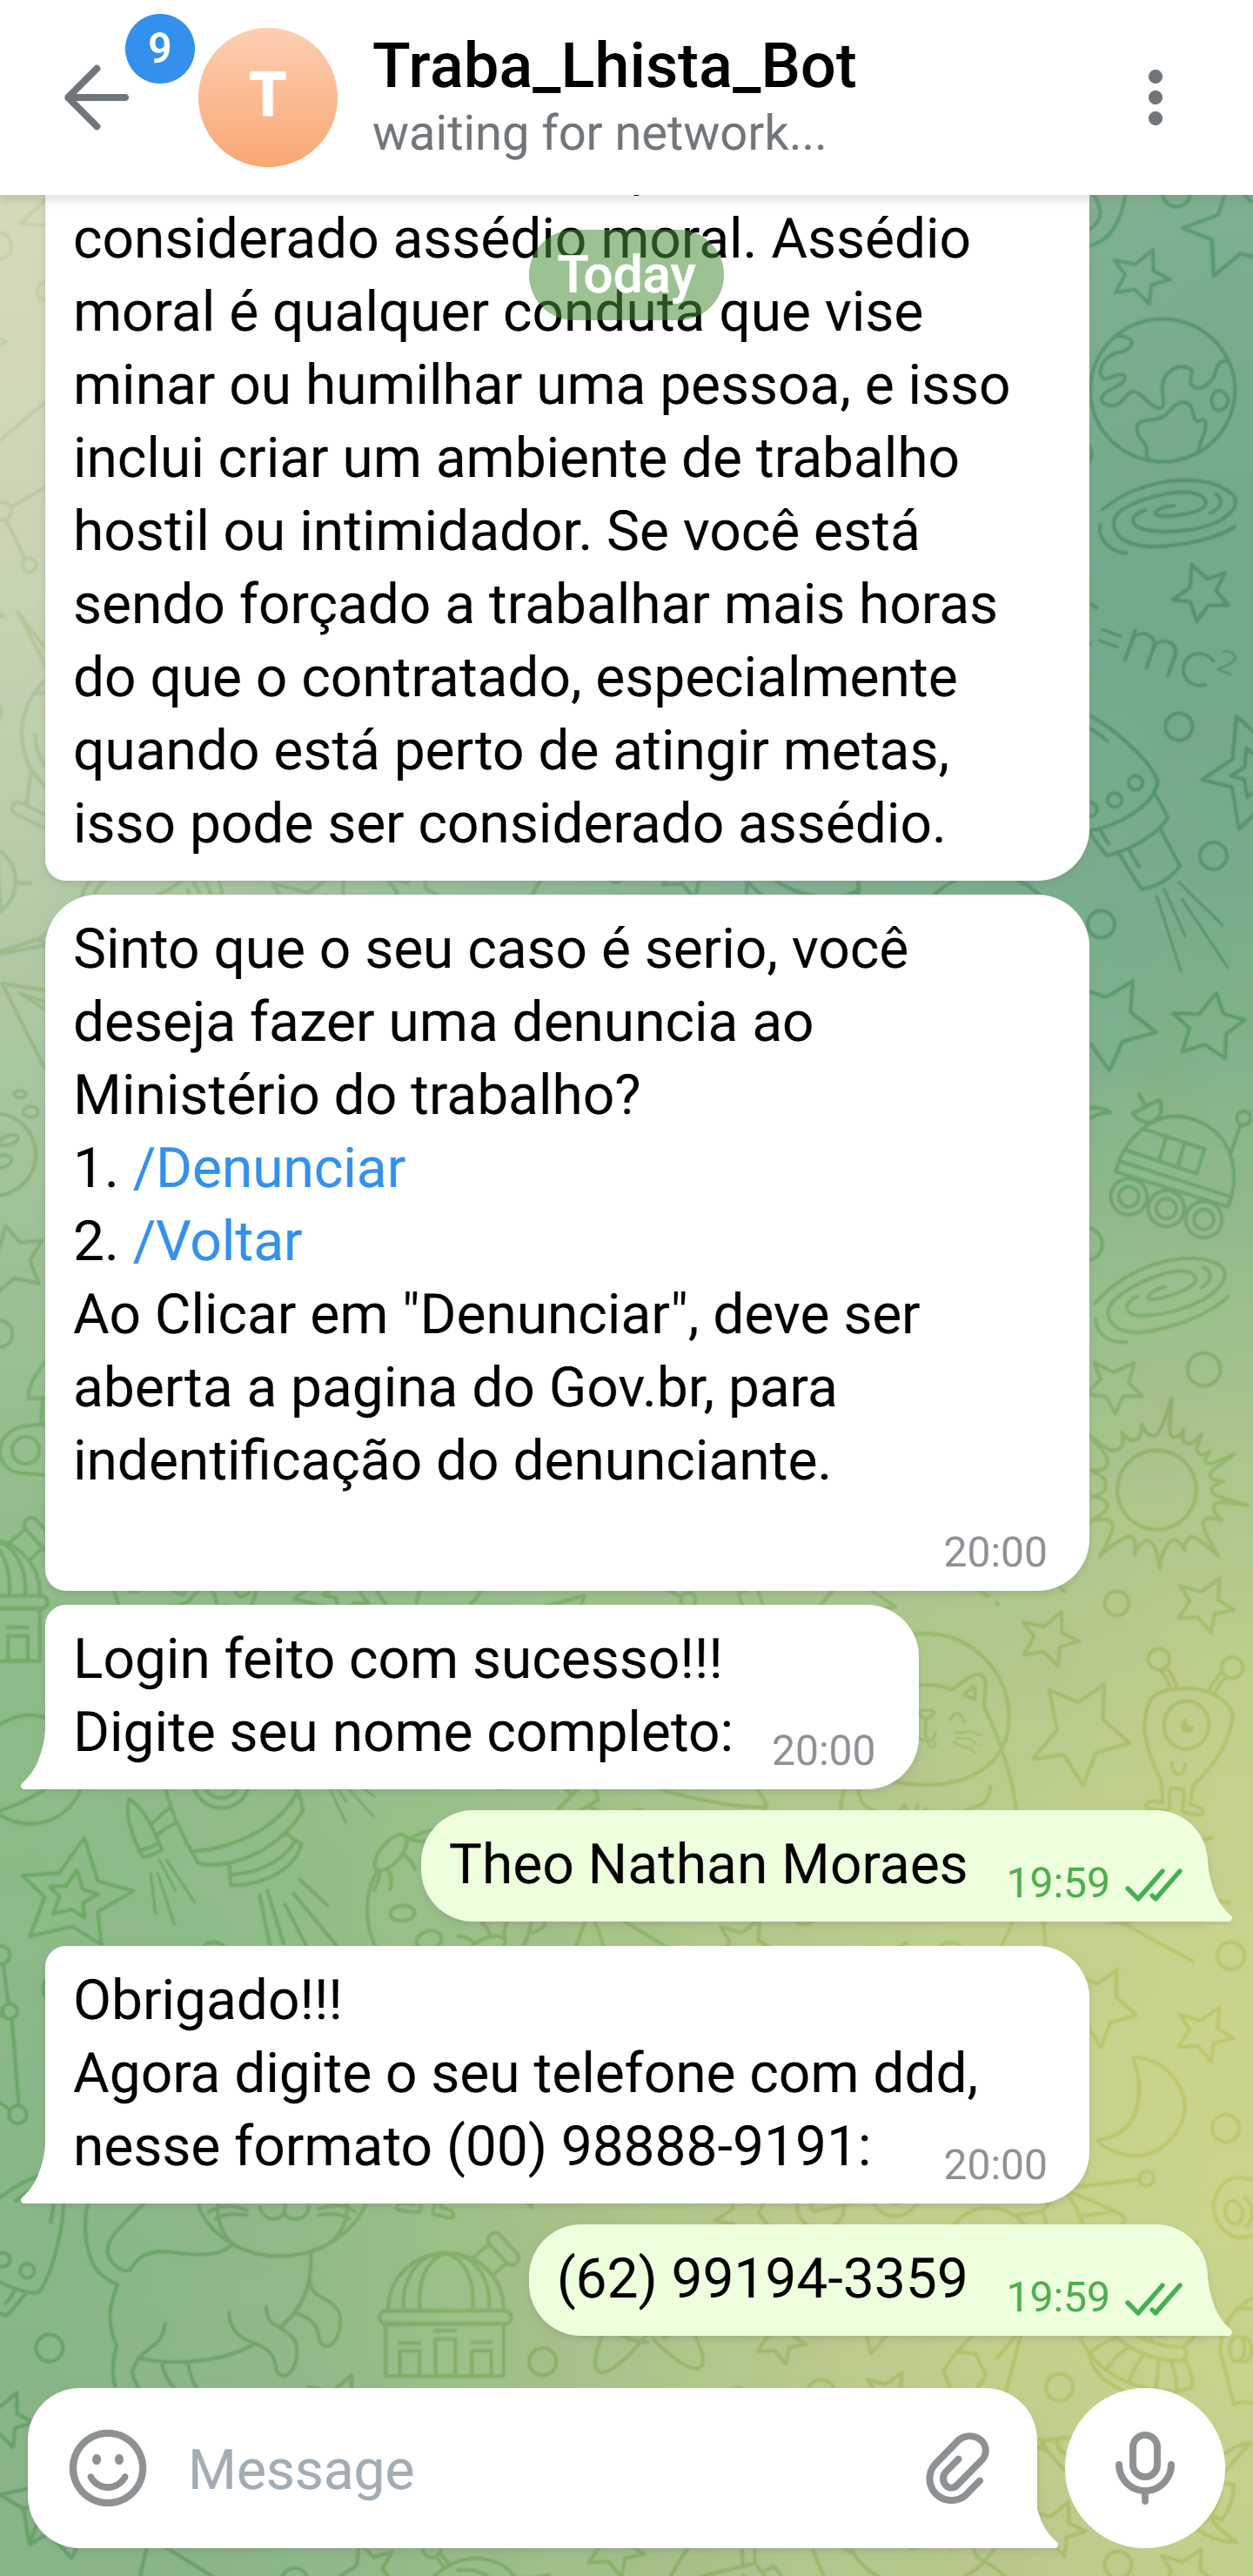 9
T
Traba_Lhista_Bot
waiting for network...
considerado assédio moral. Assédio
Today
moral é qualquer conduta que vise
minar ou humilhar uma pessoa, e isso
inclui criar um ambiente de trabalho
hostil ou intimidador. Se você está
sendo forçado a trabalhar mais horas
do que o contratado, especialmente
quando está perto de atingir metas,
isso pode ser considerado assédio.
Sinto que o seu caso é serio, você
deseja fazer uma denuncia ao
Ministério do trabalho?
1. /Denunciar
2. /Voltar
Ao Clicar em "Denunciar", deve ser
aberta a pagina do Gov.br, para
indentificação do denunciante.
20:00
Login feito com sucesso!!!
Digite seu nome completo: 20:00
Theo Nathan Moraes 19:59
Obrigado!!!
Agora digite o seu telefone com ddd,
nesse formato (00) 98888-9191: 20:00
(62) 99194-3359 19:59
Message
=mc²